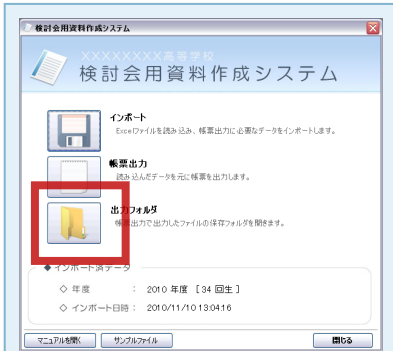 検討会用資料作成システム
XXXXXXXX高等学校
検討会用資料作成システム
インポート
Excelファイルを読み込み、帳票出力に必要なデータをインポートします。
帳票出力
読み込んだデータを元に帳票を出力します。
出力フォルダ
帳票出力で出力したファイルの保存フォルダを開きます。
◆ インポート済データ
◇ 年度 : 2010 年度 [ 34 回生 ]
◇ インポート日時 : 2010/11/10 13:04:16
マニュアルを開く サンプルファイル 閉じる